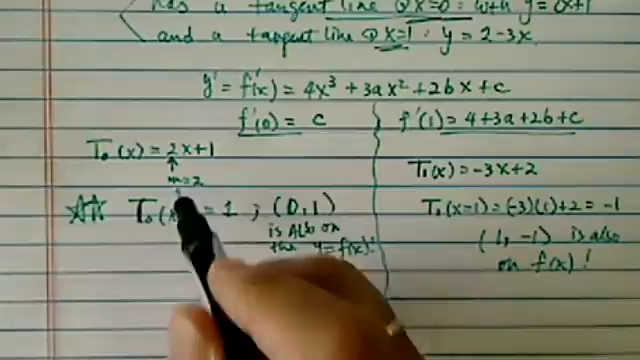 has a tangent line @ x=0 : with y = 2x+1
and a tangent line @ x=1 : y = 2-3x
y' = f'(x) = 4x³ + 3ax² + 2bx + c
f'(0) = c
f'(1) = 4+3a+2b+c
T₀(x) = 2x+1
m=2
T₁(x) = -3x+2
T₀(x = 1 ; (0,1)
is Also on
the y=f(x)!
T₁(x=1) = (-3)(1)+2 = -1
(1,-1) is also
on f(x)!